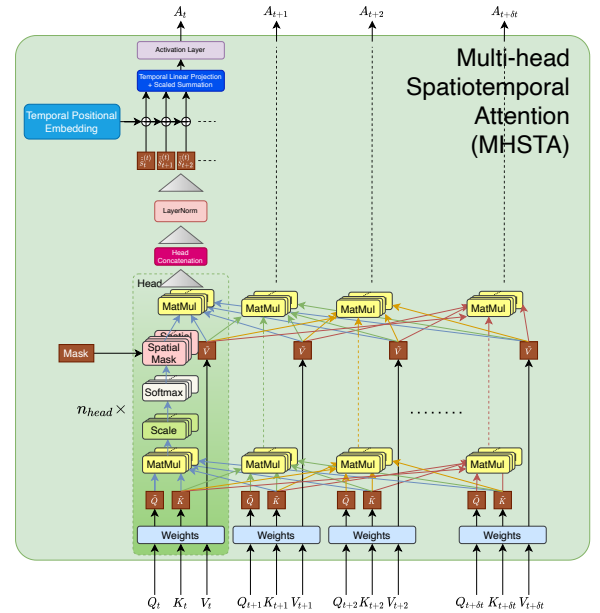 A_t A_{t+1} A_{t+2} A_{t+δt}
Activation Layer
Multi-head
Spatiotemporal
Attention
(MHSTA)
Temporal Linear Projection
+ Scaled Summation
Temporal Positional
Embedding
LayerNorm
Head
Concatenation
Head
MatMul MatMul MatMul MatMul
Spatial
Mask
Spatial
Mask
Ṽ Ṽ Ṽ Ṽ
Softmax
n_{head} ×
Scale
MatMul MatMul MatMul MatMul
Q̃ K̃ Q̃ K̃ Q̃ K̃ Q̃ K̃
Weights Weights Weights Weights
Q_t K_t V_t Q_{t+1} K_{t+1} V_{t+1} Q_{t+2} K_{t+2} V_{t+2} Q_{t+δt} K_{t+δt} V_{t+δt}